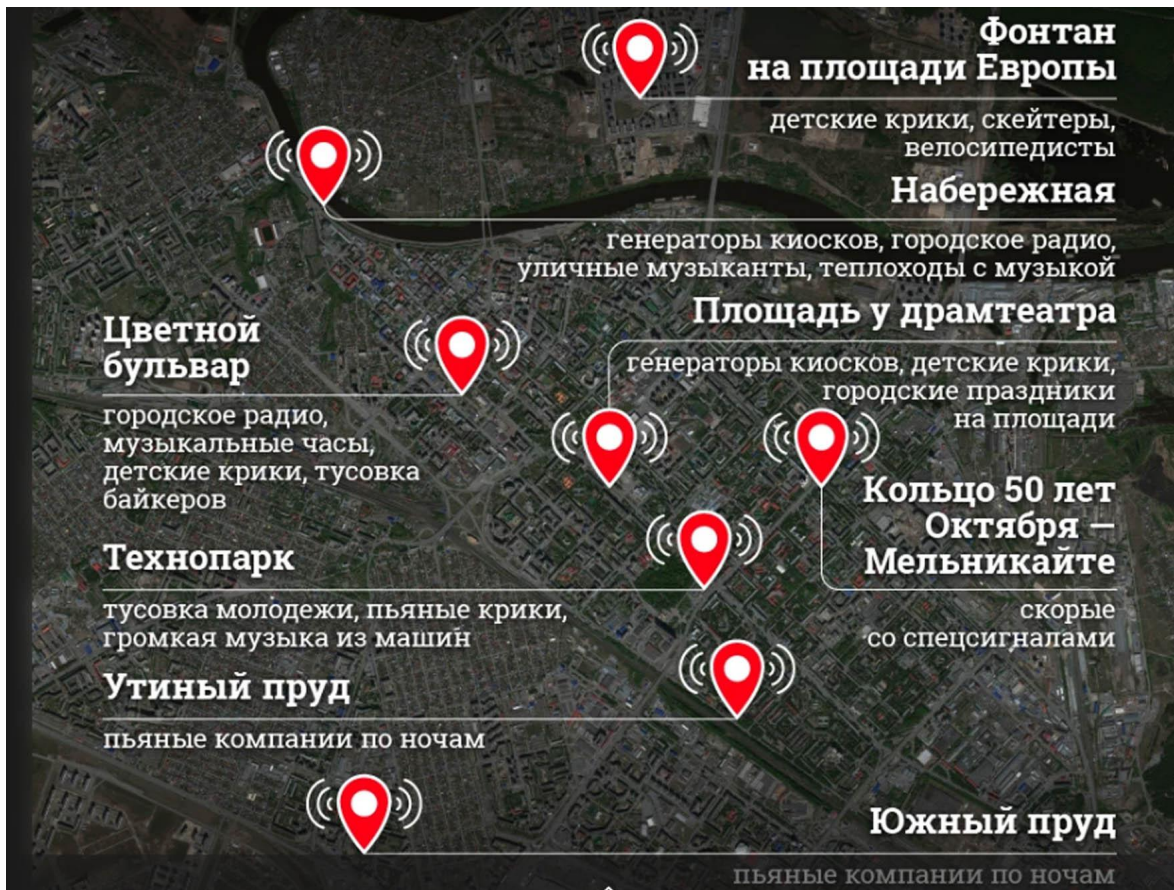 Фонтан
на площади Европы
детские крики, скейтеры,
велосипедисты
Набережная
генераторы киосков, городское радио,
уличные музыканты, теплоходы с музыкой
Площадь у драмтеатра
генераторы киосков, детские крики,
городские праздники
на площади
Цветной
бульвар
городское радио,
музыкальные часы,
детские крики, тусовка
байкеров
Кольцо 50 лет
Октября —
Мельникайте
скорые
со спецсигналами
Технопарк
тусовка молодежи, пьяные крики,
громкая музыка из машин
Утиный пруд
пьяные компании по ночам
Южный пруд
пьяные компании по ночам